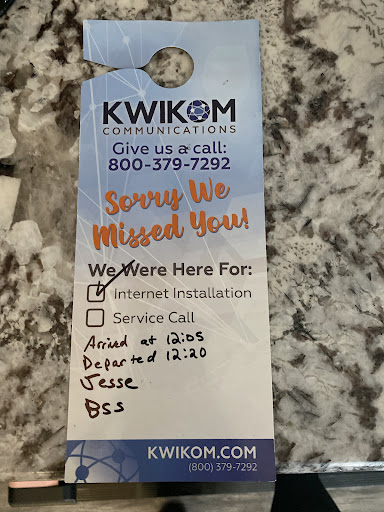 KWIKOM
COMMUNICATIONS
Give us a call:
800-379-7292
Sorry We
Missed You!
We Were Here For:
Internet Installation
Service Call
Arrived at 12:05
Departed 12:20
Jesse
BSS
KWIKOM.COM
(800) 379-7292